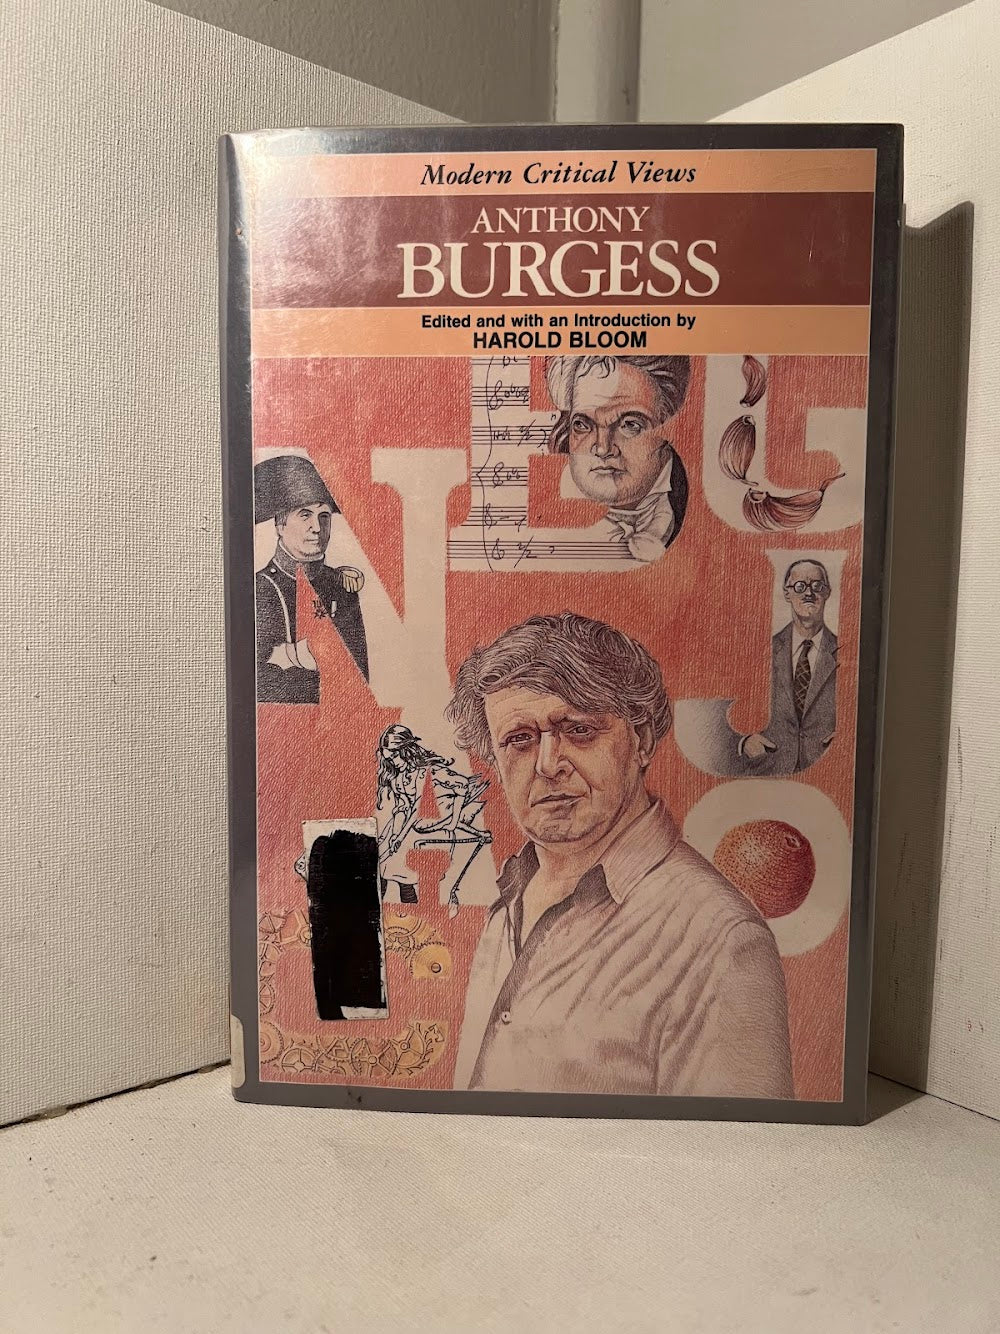 Modern Critical Views
ANTHONY
BURGESS
Edited and with an Introduction by
HAROLD BLOOM